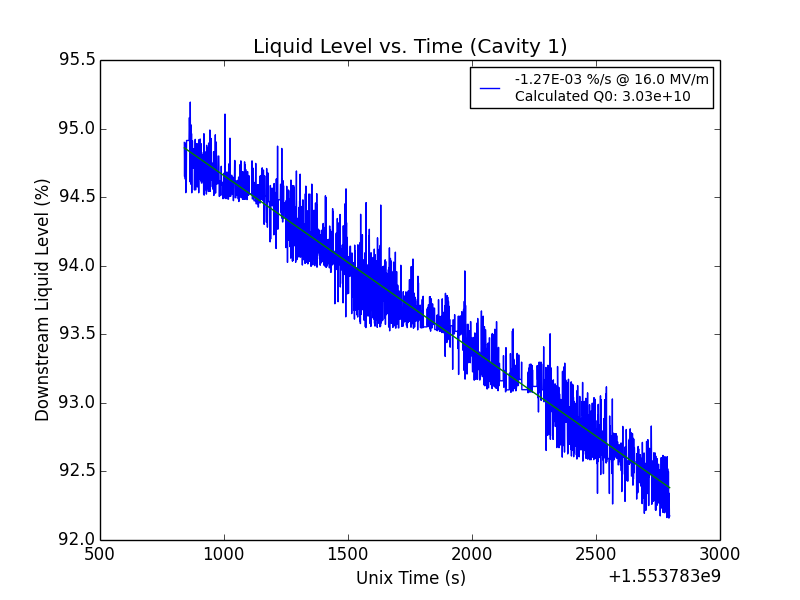 Liquid Level vs. Time (Cavity 1)
-1.27E-03 %/s @ 16.0 MV/m
Calculated Q0: 3.03e+10
Downstream Liquid Level (%)
95.5
95.0
94.5
94.0
93.5
93.0
92.5
92.0
500
1000
1500
2000
2500
3000
Unix Time (s)
+1.553783e9